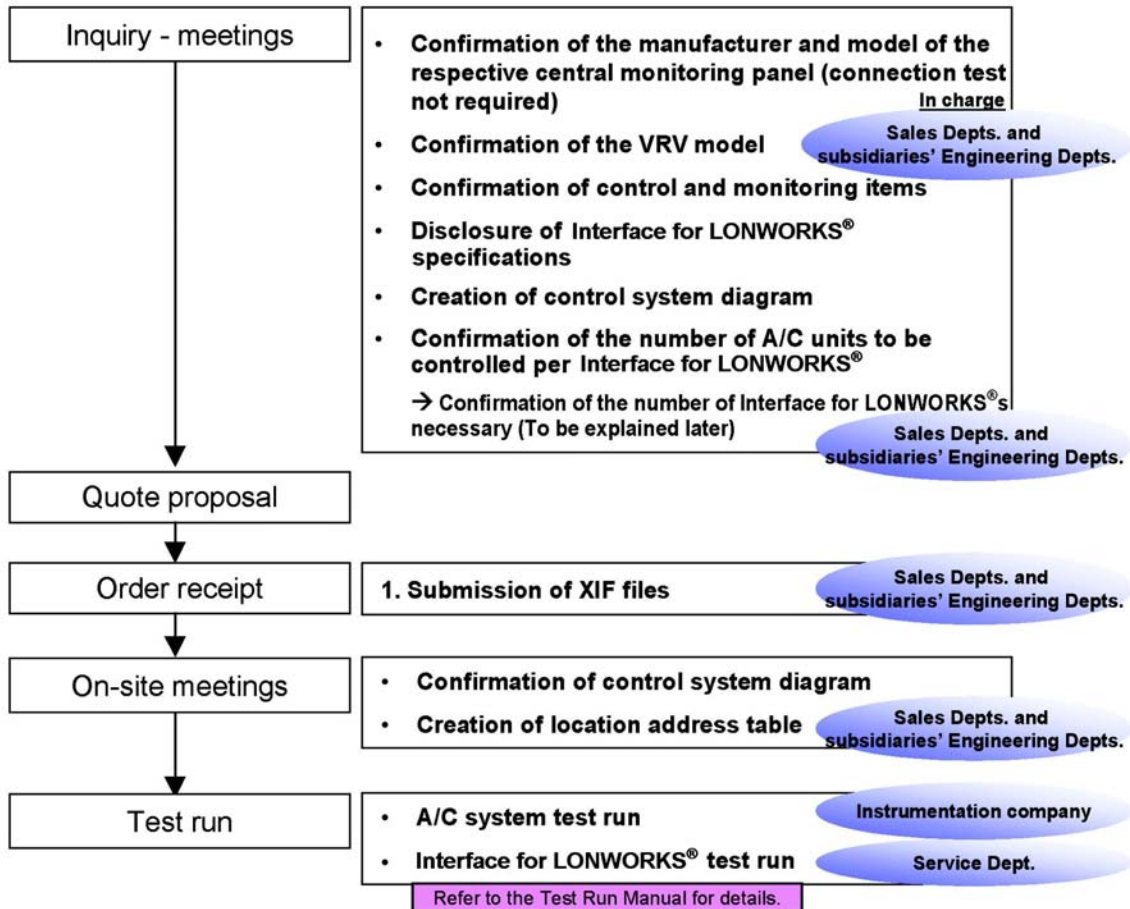 Inquiry - meetings
• Confirmation of the manufacturer and model of the
respective central monitoring panel (connection test
not required)
In charge
Sales Depts. and
subsidiaries' Engineering Depts.
• Confirmation of the VRV model
• Confirmation of control and monitoring items
• Disclosure of Interface for LONWORKS®
specifications
• Creation of control system diagram
• Confirmation of the number of A/C units to be
controlled per Interface for LONWORKS®
→ Confirmation of the number of Interface for LONWORKS®s
necessary (To be explained later)
Sales Depts. and
subsidiaries' Engineering Depts.
Quote proposal
Order receipt
1. Submission of XIF files
Sales Depts. and
subsidiaries' Engineering Depts.
On-site meetings
• Confirmation of control system diagram
• Creation of location address table
Sales Depts. and
subsidiaries' Engineering Depts.
Test run
• A/C system test run
Instrumentation company
• Interface for LONWORKS® test run
Service Dept.
Refer to the Test Run Manual for details.